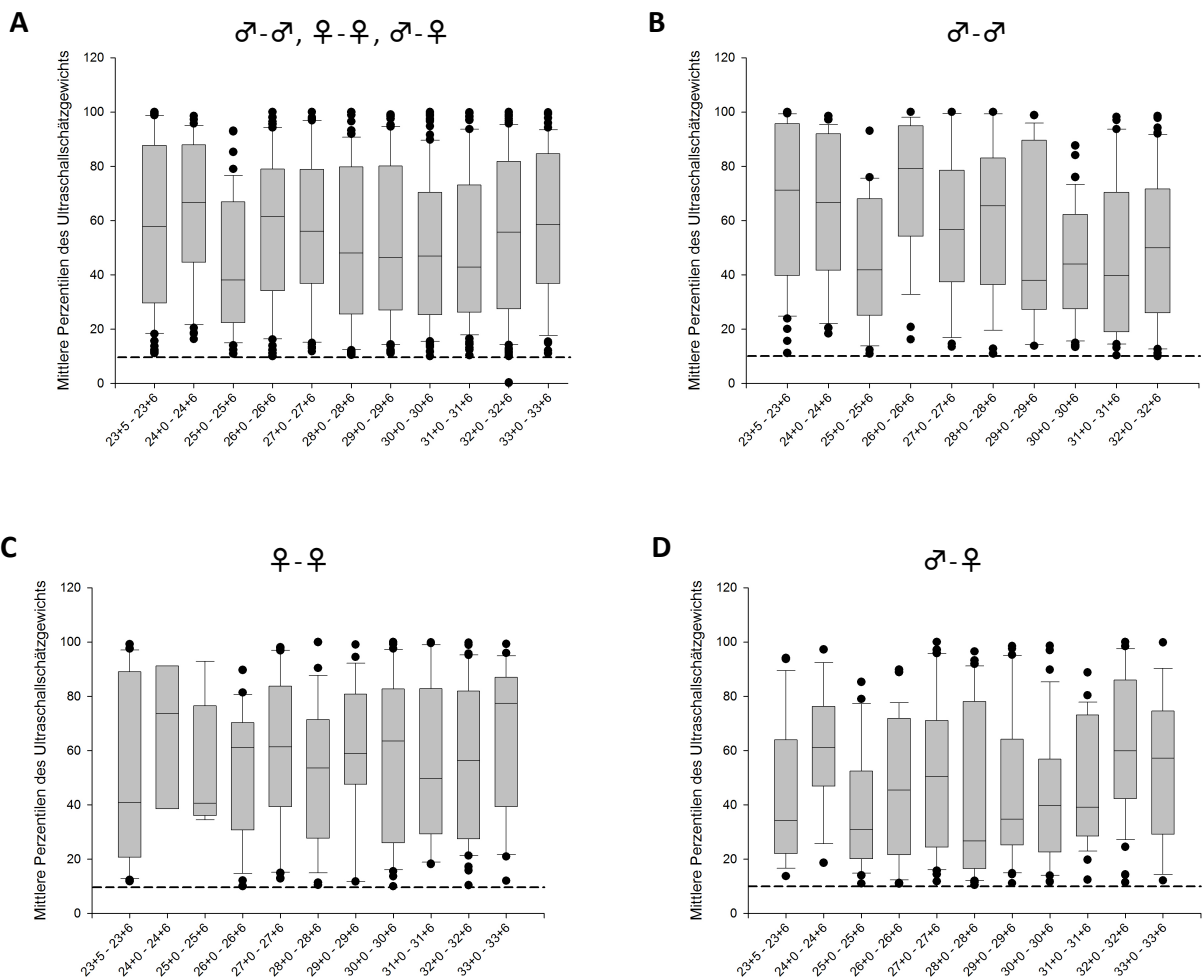 A
♂-♂, ♀-♀, ♂-♀
Mittlere Perzentilen des Ultraschallschätzgewichts
120
100
80
60
40
20
0
23+5 - 23+6
24+0 - 24+6
25+0 - 25+6
26+0 - 26+6
27+0 - 27+6
28+0 - 28+6
29+0 - 29+6
30+0 - 30+6
31+0 - 31+6
32+0 - 32+6
33+0 - 33+6
B
♂-♂
Mittlere Perzentilen des Ultraschallschätzgewichts
120
100
80
60
40
20
0
23+5 - 23+6
24+0 - 24+6
25+0 - 25+6
26+0 - 26+6
27+0 - 27+6
28+0 - 28+6
29+0 - 29+6
30+0 - 30+6
31+0 - 31+6
32+0 - 32+6
C
♀-♀
Mittlere Perzentilen des Ultraschallschätzgewichts
120
100
80
60
40
20
0
23+5 - 23+6
24+0 - 24+6
25+0 - 25+6
26+0 - 26+6
27+0 - 27+6
28+0 - 28+6
29+0 - 29+6
30+0 - 30+6
31+0 - 31+6
32+0 - 32+6
33+0 - 33+6
D
♂-♀
Mittlere Perzentilen des Ultraschallschätzgewichts
120
100
80
60
40
20
0
23+5 - 23+6
24+0 - 24+6
25+0 - 25+6
26+0 - 26+6
27+0 - 27+6
28+0 - 28+6
29+0 - 29+6
30+0 - 30+6
31+0 - 31+6
32+0 - 32+6
33+0 - 33+6